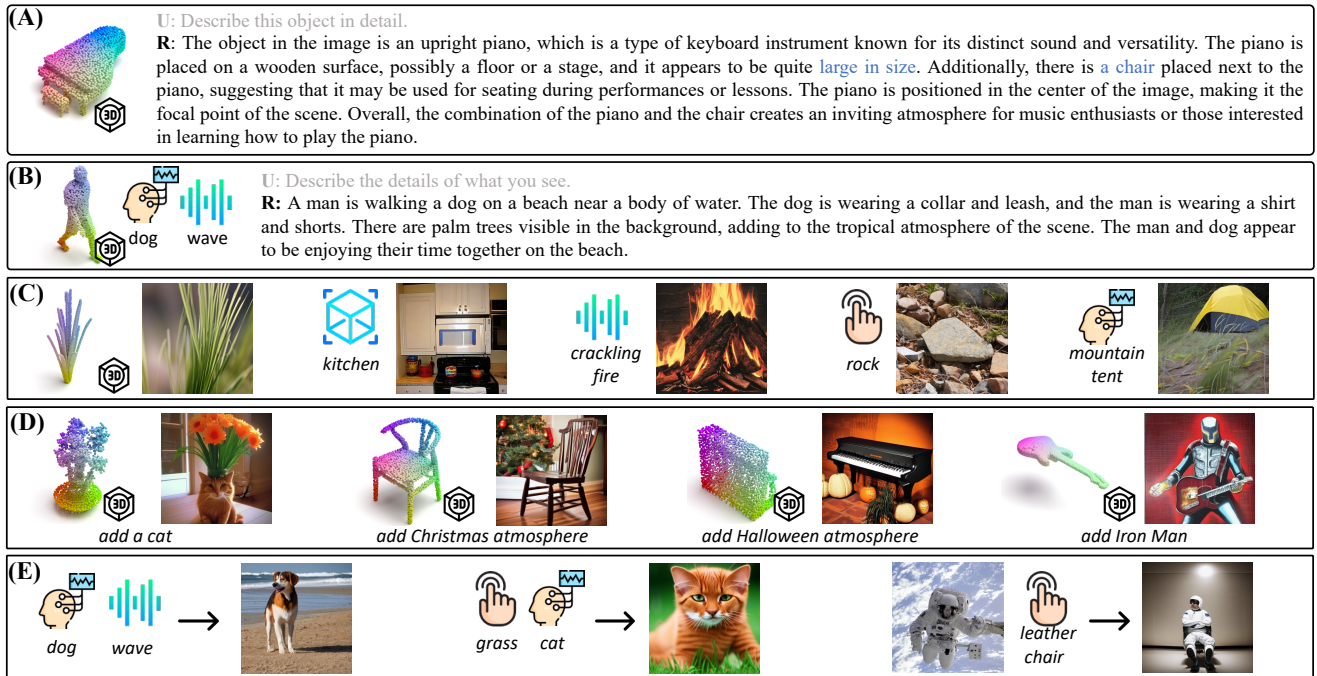 (A)
U: Describe this object in detail.
R: The object in the image is an upright piano, which is a type of keyboard instrument known for its distinct sound and versatility. The piano is
placed on a wooden surface, possibly a floor or a stage, and it appears to be quite large in size. Additionally, there is a chair placed next to the
piano, suggesting that it may be used for seating during performances or lessons. The piano is positioned in the center of the image, making it the
focal point of the scene. Overall, the combination of the piano and the chair creates an inviting atmosphere for music enthusiasts or those interested
in learning how to play the piano.
3D
(B)
U: Describe the details of what you see.
R: A man is walking a dog on a beach near a body of water. The dog is wearing a collar and leash, and the man is wearing a shirt
and shorts. There are palm trees visible in the background, adding to the tropical atmosphere of the scene. The man and dog appear
to be enjoying their time together on the beach.
3D
dog
wave
(C)
3D
kitchen
crackling
fire
rock
mountain
tent
(D)
3D
add a cat
3D
add Christmas atmosphere
3D
add Halloween atmosphere
3D
add Iron Man
(E)
dog
wave
grass
cat
leather
chair